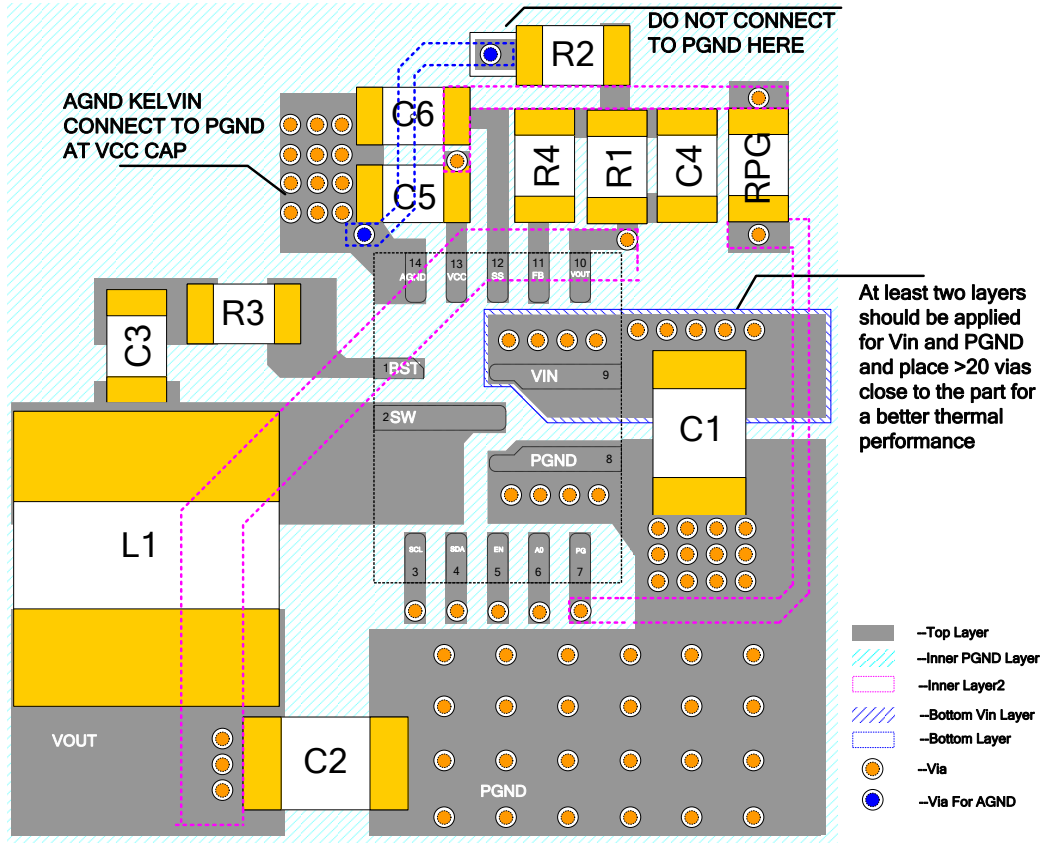 DO NOT CONNECT
TO PGND HERE
R2
AGND KELVIN
CONNECT TO PGND
AT VCC CAP
C6
C5
R4
R1
C4
RPG
14
AGND
13
VCC
12
SS
11
FB
10
VOUT
At least two layers
should be applied
for Vin and PGND
and place >20 vias
close to the part for
a better thermal
performance
C3
R3
1 RST
VIN 9
2 SW
C1
PGND 8
L1
SCL
3
SDA
4
EN
5
A0
6
PG
7
VOUT
C2
PGND
--Top Layer
--Inner PGND Layer
--Inner Layer2
--Bottom Vin Layer
--Bottom Layer
--Via
--Via For AGND